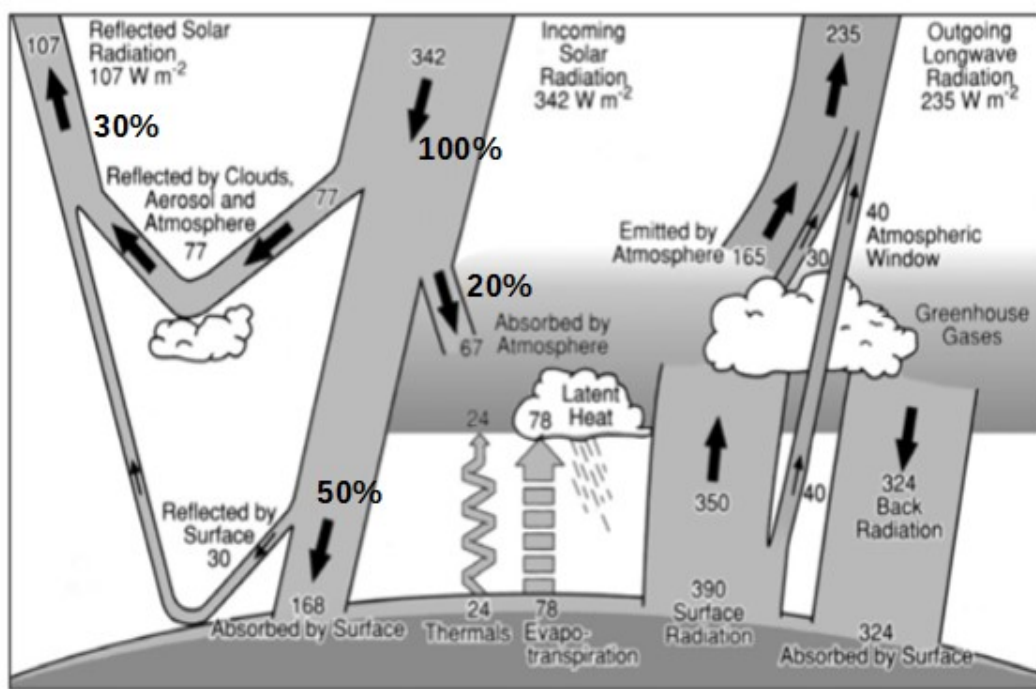 107
Reflected Solar
Radiation
107 W m-2
30%
342
100%
Incoming
Solar
Radiation
342 W m-2
235
Outgoing
Longwave
Radiation
235 W m-2
Reflected by Clouds,
Aerosol and
Atmosphere
77
77
20%
Absorbed by
67 Atmosphere
Emitted by
Atmosphere 165
30
40
Atmospheric
Window
Greenhouse
Gases
Latent
Heat
24
78
50%
Reflected by
Surface
30
168
Absorbed by Surface
24
Thermals
78
Evapo-
transpiration
350
40
390
Surface
Radiation
324
Back
Radiation
324
Absorbed by Surface